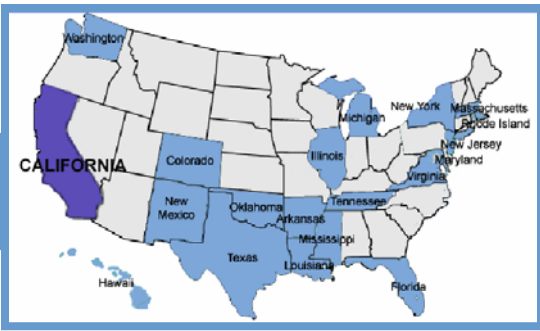 Washington
New York
Massachusetts
Michigan
Rhode Island
New Jersey
Illinois
Maryland
CALIFORNIA
Colorado
Virginia
New
Mexico
Oklahoma
Tennessee
Arkansas
Mississippi
Texas
Louisiana
Hawaii
Florida